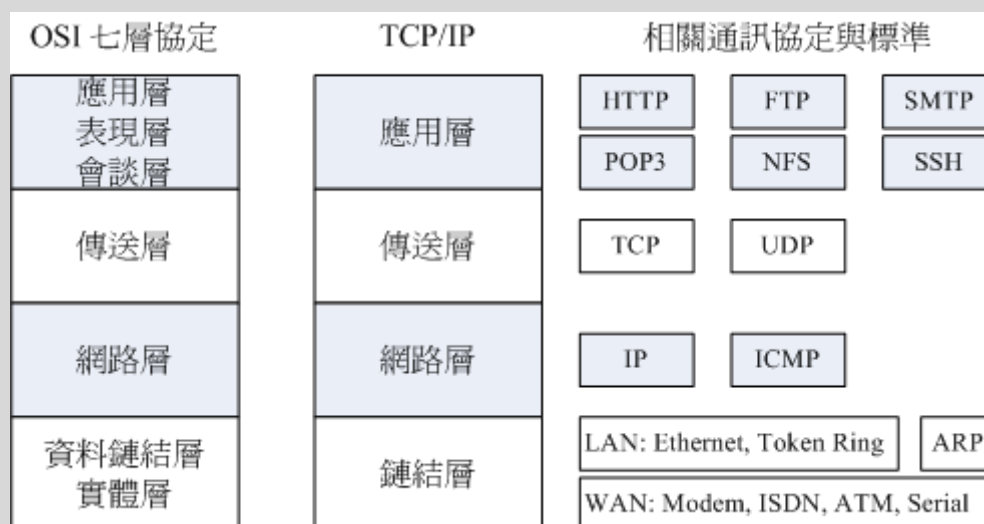 OSI 七層協定
TCP/IP
相關通訊協定與標準
應用層
表現層
會談層
應用層
HTTP
FTP
SMTP
POP3
NFS
SSH
傳送層
傳送層
TCP
UDP
網路層
網路層
IP
ICMP
資料鏈結層
實體層
鏈結層
LAN: Ethernet, Token Ring
ARP
WAN: Modem, ISDN, ATM, Serial